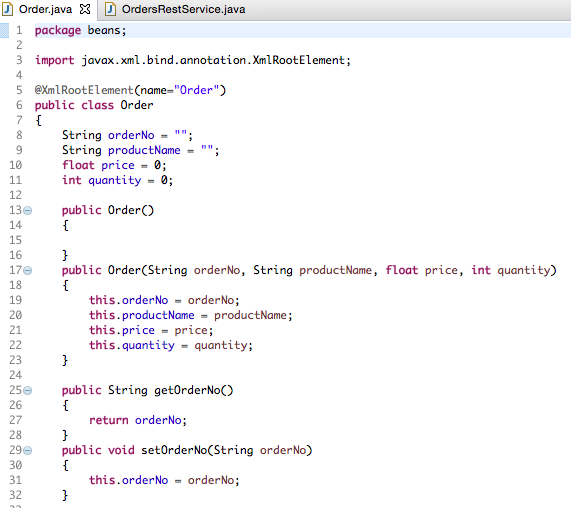 Order.java OrdersRestService.java
1 package beans;
2
3 import javax.xml.bind.annotation.XmlRootElement;
4
5 @XmlRootElement(name="Order")
6 public class Order
7 {
8 String orderNo = "";
9 String productName = "";
10 float price = 0;
11 int quantity = 0;
12
13 public Order()
14 {
15
16 }
17 public Order(String orderNo, String productName, float price, int quantity)
18 {
19 this.orderNo = orderNo;
20 this.productName = productName;
21 this.price = price;
22 this.quantity = quantity;
23 }
24
25 public String getOrderNo()
26 {
27 return orderNo;
28 }
29 public void setOrderNo(String orderNo)
30 {
31 this.orderNo = orderNo;
32 }